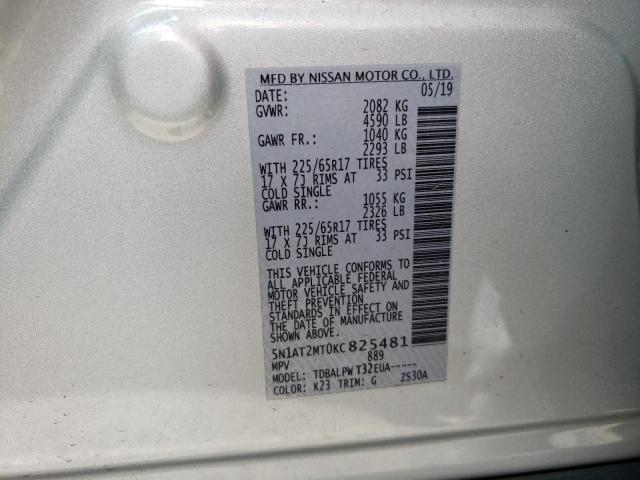 MFD BY NISSAN MOTOR CO., LTD.
DATE: 05/19
GVWR: 2082 KG
4590 LB
GAWR FR.: 1040 KG
2293 LB
WITH 225/65R17 TIRES
17 X 7J RIMS AT 33 PSI
COLD SINGLE
GAWR RR.: 1055 KG
2326 LB
WITH 225/65R17 TIRES
17 X 7J RIMS AT 33 PSI
COLD SINGLE
THIS VEHICLE CONFORMS TO
ALL APPLICABLE FEDERAL
MOTOR VEHICLE SAFETY AND
THEFT PREVENTION
STANDARDS IN EFFECT ON
THE DATE OF MANUFACTURE
SHOWN ABOVE.
5N1AT2MT0KC825481
MPV 889
MODEL: TDBALPW T32EUA-----
COLOR: K23 TRIM: G ZS30A